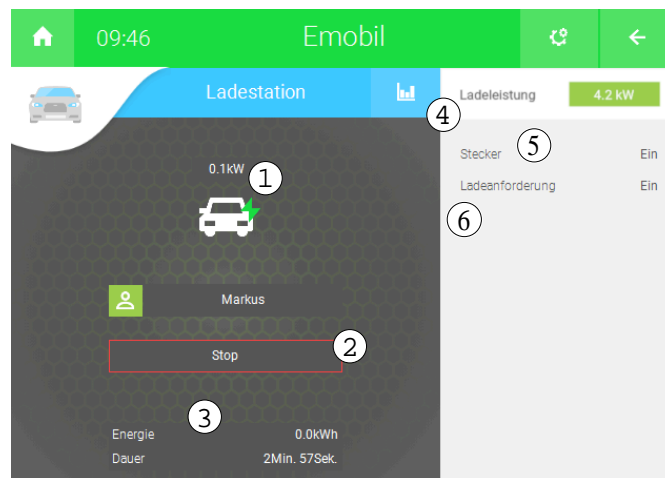 09:46 Emobil
Ladestation
Ladeleistung 4.2 kW
4
Stecker 5 Ein
Ladeanforderung Ein
6
0.1kW 1
Markus
Stop 2
3
Energie 0.0kWh
Dauer 2Min. 57Sek.